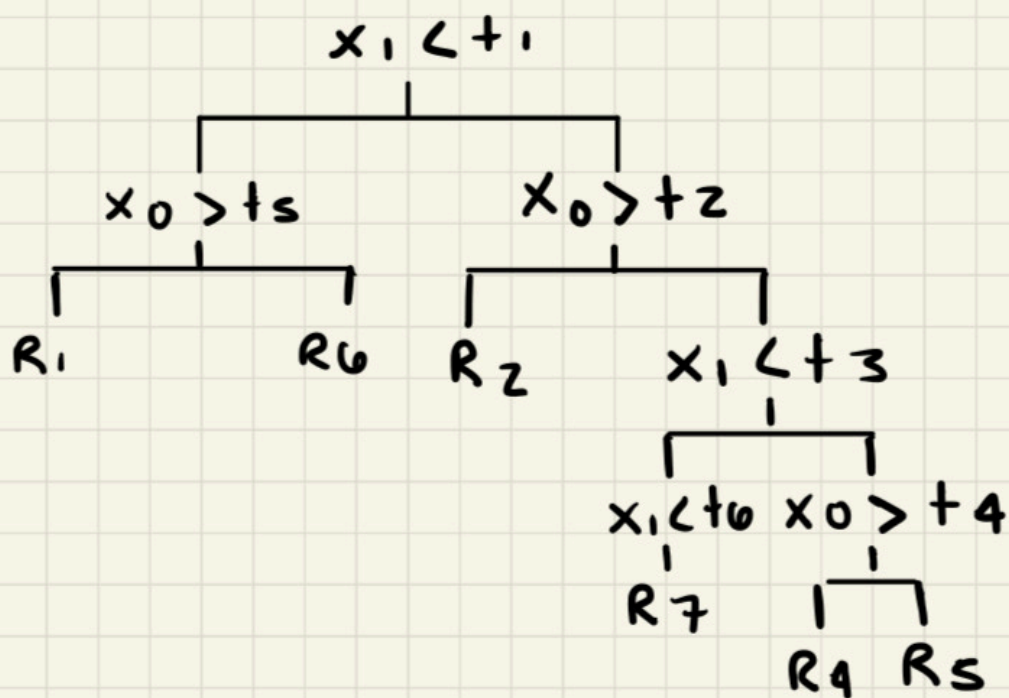 x₁ < t₁
x₀ > t₅ x₀ > t₂
R₁ R₆ R₂ x₁ < t₃
x₁ < t₆ x₀ > t₄
R₇
R₄ R₅